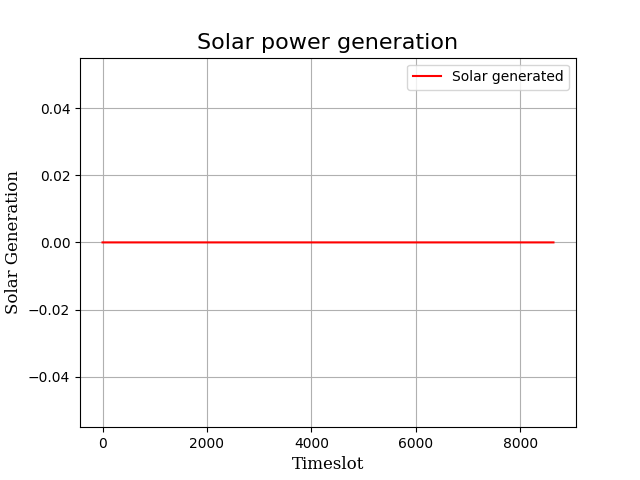 Solar power generation
Solar generated
0.04
0.02
0.00
−0.02
−0.04
Solar Generation
0 2000 4000 6000 8000
Timeslot